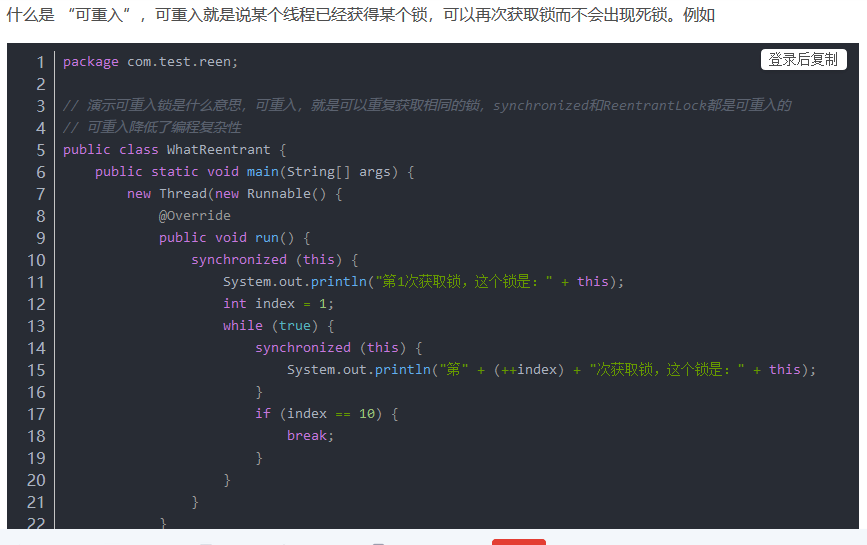 什么是 “可重入”，可重入就是说某个线程已经获得某个锁，可以再次获取锁而不会出现死锁。例如
登录后复制
1 package com.test.reen;
2
3 // 演示可重入锁是什么意思，可重入，就是可以重复获取相同的锁，synchronized和ReentrantLock都是可重入的
4 // 可重入降低了编程复杂性
5 public class WhatReentrant {
6     public static void main(String[] args) {
7         new Thread(new Runnable() {
8             @Override
9             public void run() {
10                 synchronized (this) {
11                     System.out.println("第1次获取锁，这个锁是：" + this);
12                     int index = 1;
13                     while (true) {
14                         synchronized (this) {
15                             System.out.println("第" + (++index) + "次获取锁，这个锁是：" + this);
16                         }
17                         if (index == 10) {
18                             break;
19                         }
20                     }
21                 }
22             }